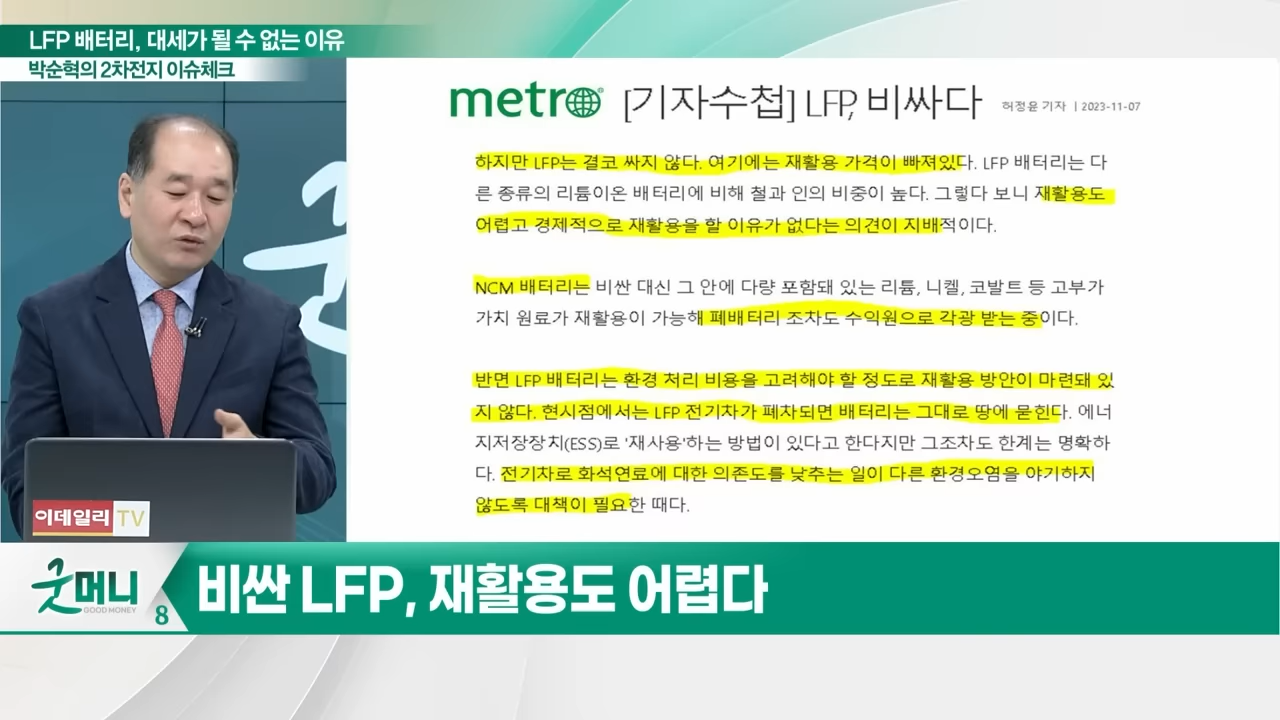 LFP 배터리, 대세가 될 수 없는 이유
박순혁의 2차전지 이슈체크
metro [기자수첩] LFP, 비싸다 허정윤 기자 | 2023-11-07
하지만 LFP는 결코 싸지 않다. 여기에는 재활용 가격이 빠져있다. LFP 배터리는 다
른 종류의 리튬이온 배터리에 비해 철과 인의 비중이 높다. 그렇다 보니 재활용도
어렵고 경제적으로 재활용을 할 이유가 없다는 의견이 지배적이다.
NCM 배터리는 비싼 대신 그 안에 다량 포함돼 있는 리튬, 니켈, 코발트 등 고부가
가치 원료가 재활용이 가능해 폐배터리 조차도 수익원으로 각광 받는 중이다.
반면 LFP 배터리는 환경 처리 비용을 고려해야 할 정도로 재활용 방안이 마련돼 있
지 않다. 현시점에서는 LFP 전기차가 폐차되면 배터리는 그대로 땅에 묻힌다. 에너
지저장장치(ESS)로 '재사용'하는 방법이 있다고 한다지만 그조차도 한계는 명확하
다. 전기차로 화석연료에 대한 의존도를 낮추는 일이 다른 환경오염을 야기하지
않도록 대책이 필요한 때다.
이데일리 TV
굿머니
GOOD MONEY
8
비싼 LFP, 재활용도 어렵다